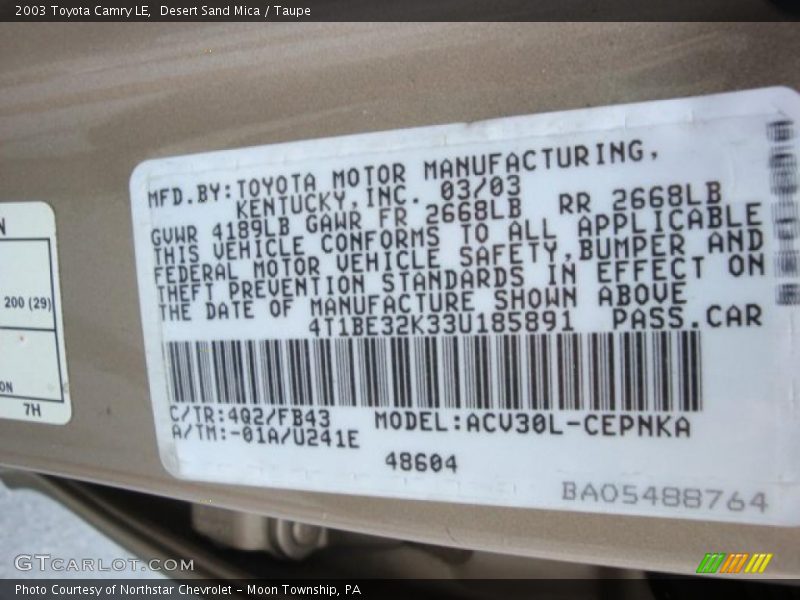 2003 Toyota Camry LE, Desert Sand Mica / Taupe
MFD.BY:TOYOTA MOTOR MANUFACTURING,
KENTUCKY,INC. 03/03
GVWR 4189LB GAWR FR 2668LB RR 2668LB
THIS VEHICLE CONFORMS TO ALL APPLICABLE
FEDERAL MOTOR VEHICLE SAFETY,BUMPER AND
THEFT PREVENTION STANDARDS IN EFFECT ON
THE DATE OF MANUFACTURE SHOWN ABOVE
4T1BE32K33U185891 PASS.CAR
C/TR:4Q2/FB43 MODEL:ACV30L-CEPNKA
A/TM:-01A/U241E
48604
BA05488764
N
200 (29)
ON
7H
GTCARLOT.COM
Photo Courtesy of Northstar Chevrolet - Moon Township, PA